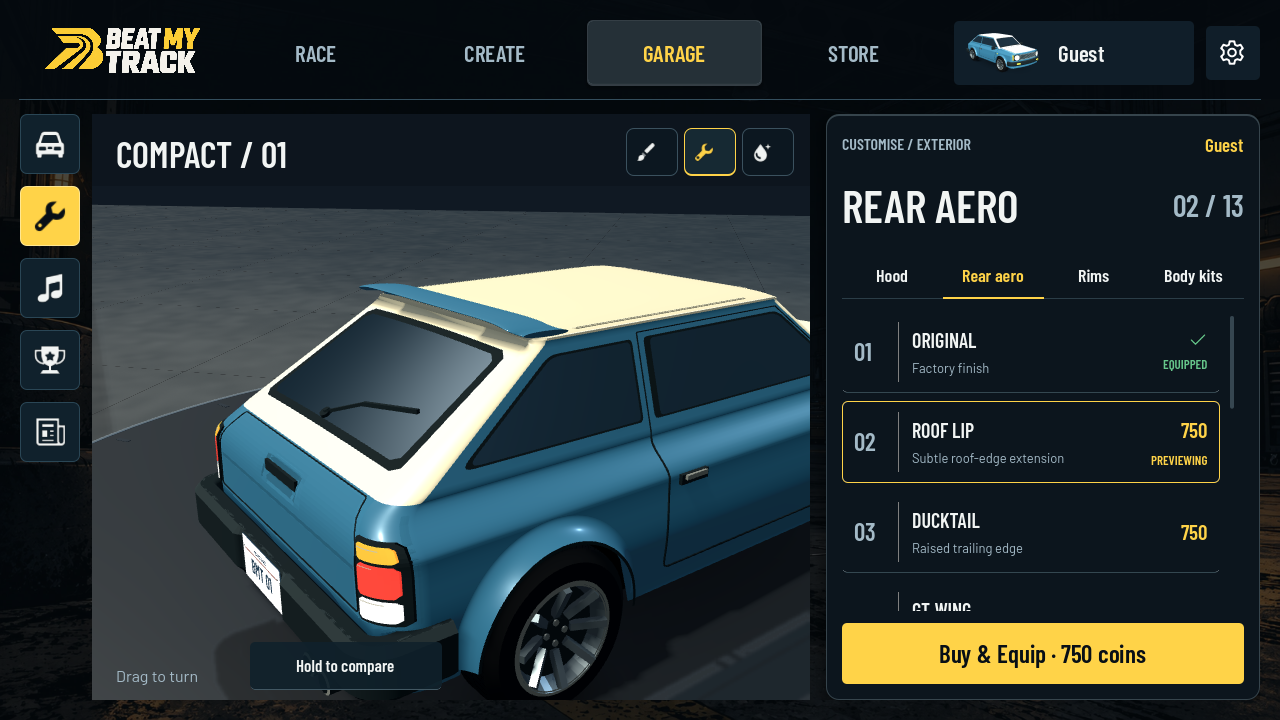 BEAT MY
TRACK
RACE
CREATE
GARAGE
STORE
Guest
COMPACT / 01
BMT 01
Drag to turn
Hold to compare
CUSTOMISE / EXTERIOR
Guest
REAR AERO
02 / 13
Hood
Rear aero
Rims
Body kits
01
ORIGINAL
Factory finish
EQUIPPED
02
ROOF LIP
Subtle roof-edge extension
750
PREVIEWING
03
DUCKTAIL
Raised trailing edge
750
GT WING
Buy & Equip · 750 coins